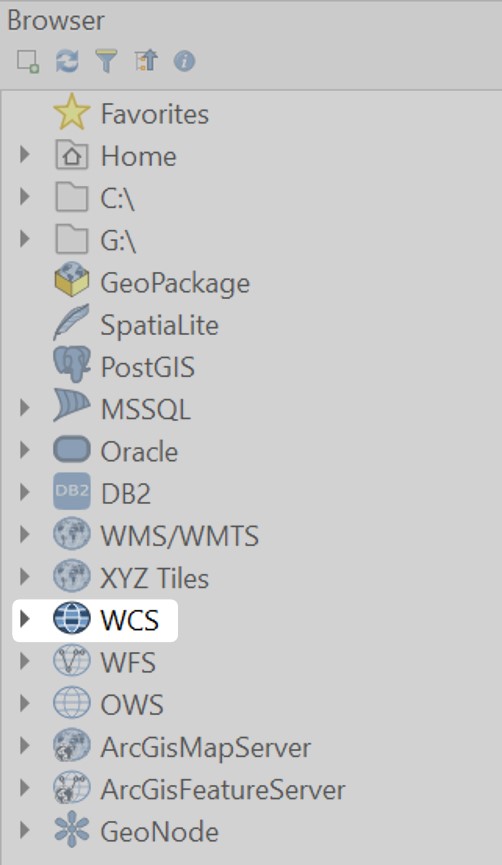 Browser
Favorites
Home
C:\
G:\
GeoPackage
SpatiaLite
PostGIS
MSSQL
Oracle
DB2 DB2
WMS/WMTS
XYZ Tiles
WCS
WFS
OWS
ArcGisMapServer
ArcGisFeatureServer
GeoNode